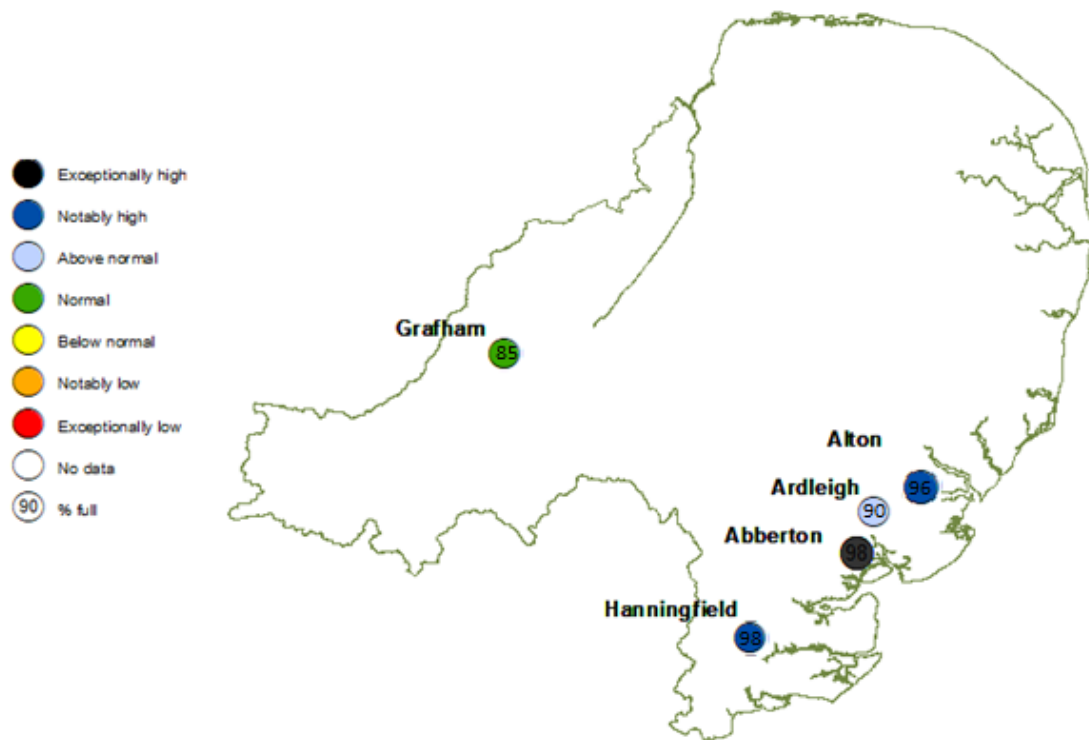 Exceptionally high
Notably high
Above normal
Normal
Below normal
Notably low
Exceptionally low
No data
90 % full
Grafham
85
Alton
96
Ardleigh
90
Abberton
98
Hanningfield
98